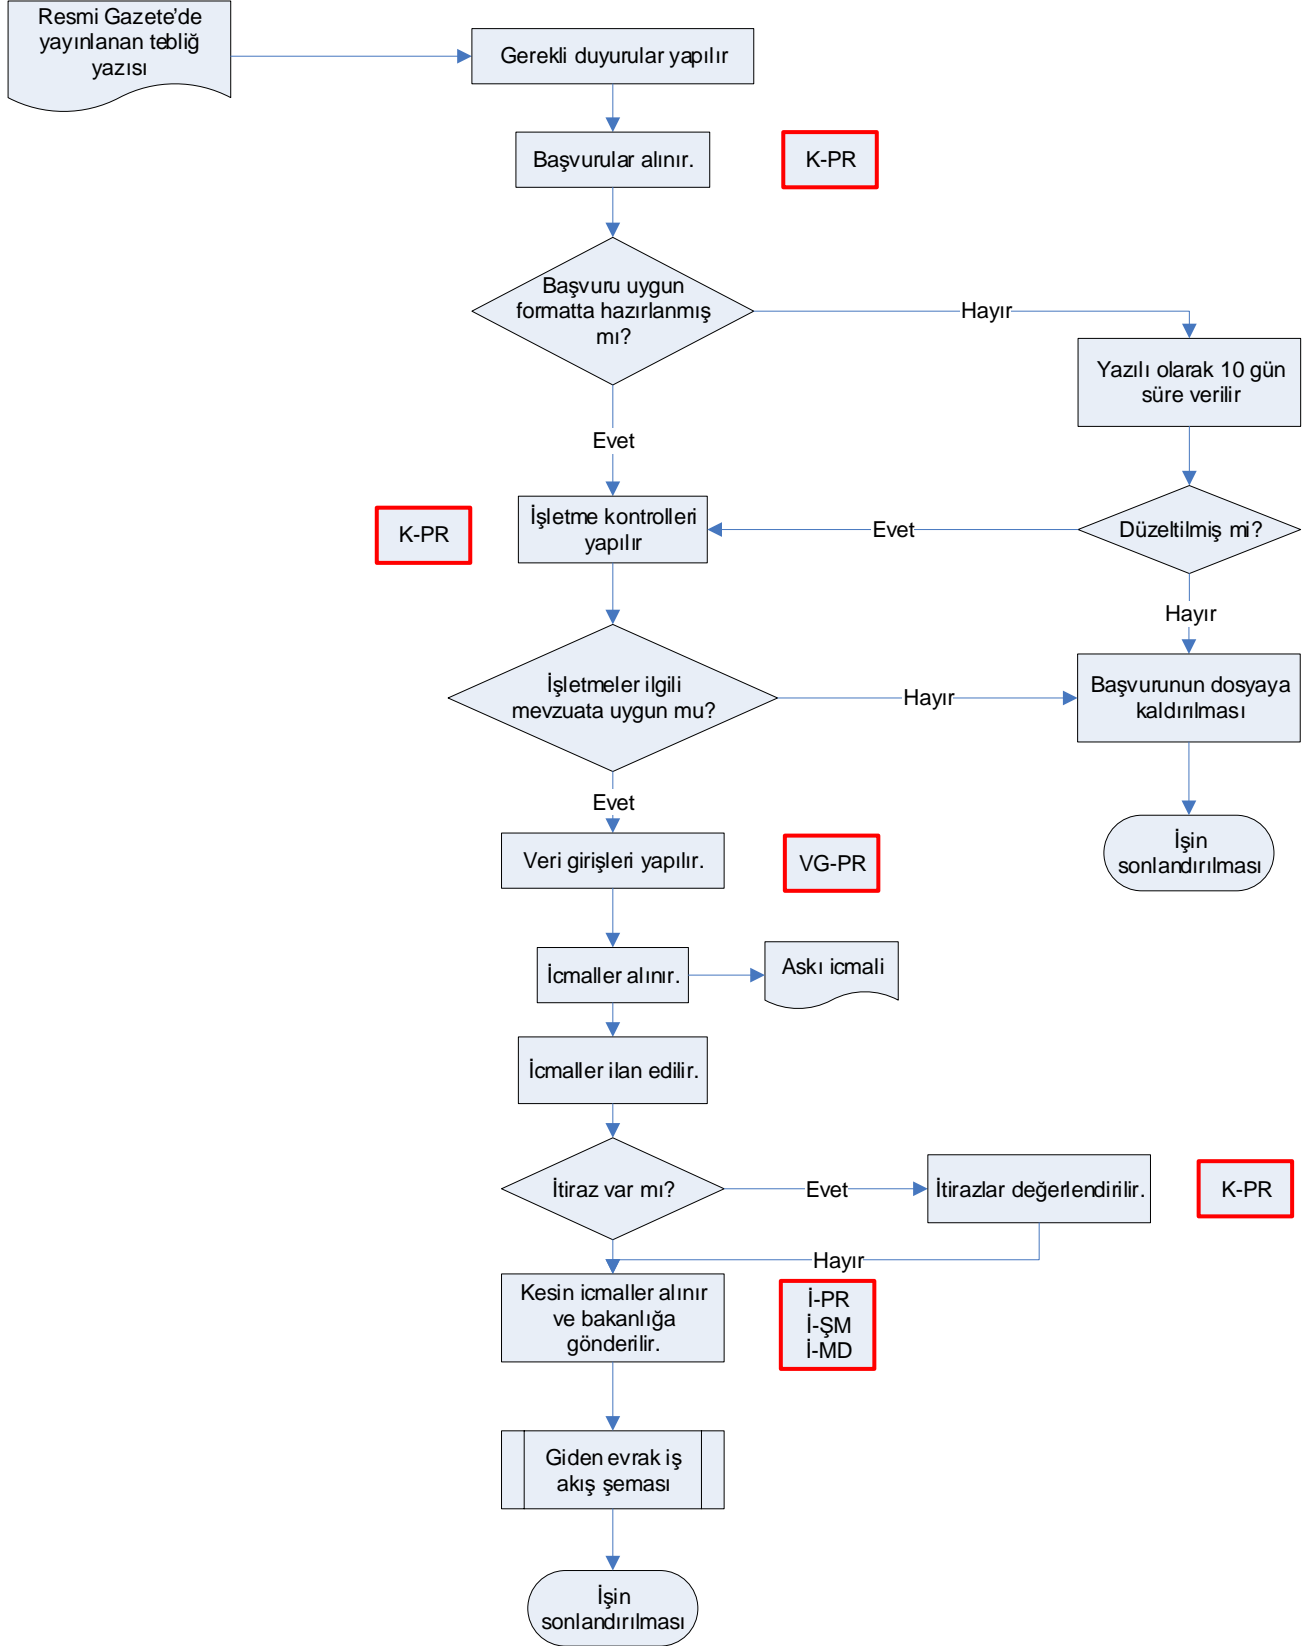 Resmi Gazete’de
yayınlanan tebliğ
yazısı
Gerekli duyurular yapılır
Başvurular alınır.
K-PR
Başvuru uygun
formatta hazırlanmış
mı?
Hayır
Yazılı olarak 10 gün
süre verilir
Evet
İşletme kontrolleri
yapılır
K-PR
Evet
Düzeltilmiş mi?
Hayır
İşletmeler ilgili
mevzuata uygun mu?
Hayır
Başvurunun dosyaya
kaldırılması
Evet
İşin
sonlandırılması
Veri girişleri yapılır.
VG-PR
İcmaller alınır.
Askı icmali
İcmaller ilan edilir.
İtiraz var mı?
Evet
İtirazlar değerlendirilir.
K-PR
Hayır
Kesin icmaller alınır
ve bakanlığa
gönderilir.
İ-PR
İ-ŞM
İ-MD
Giden evrak iş
akış şeması
İşin
sonlandırılması